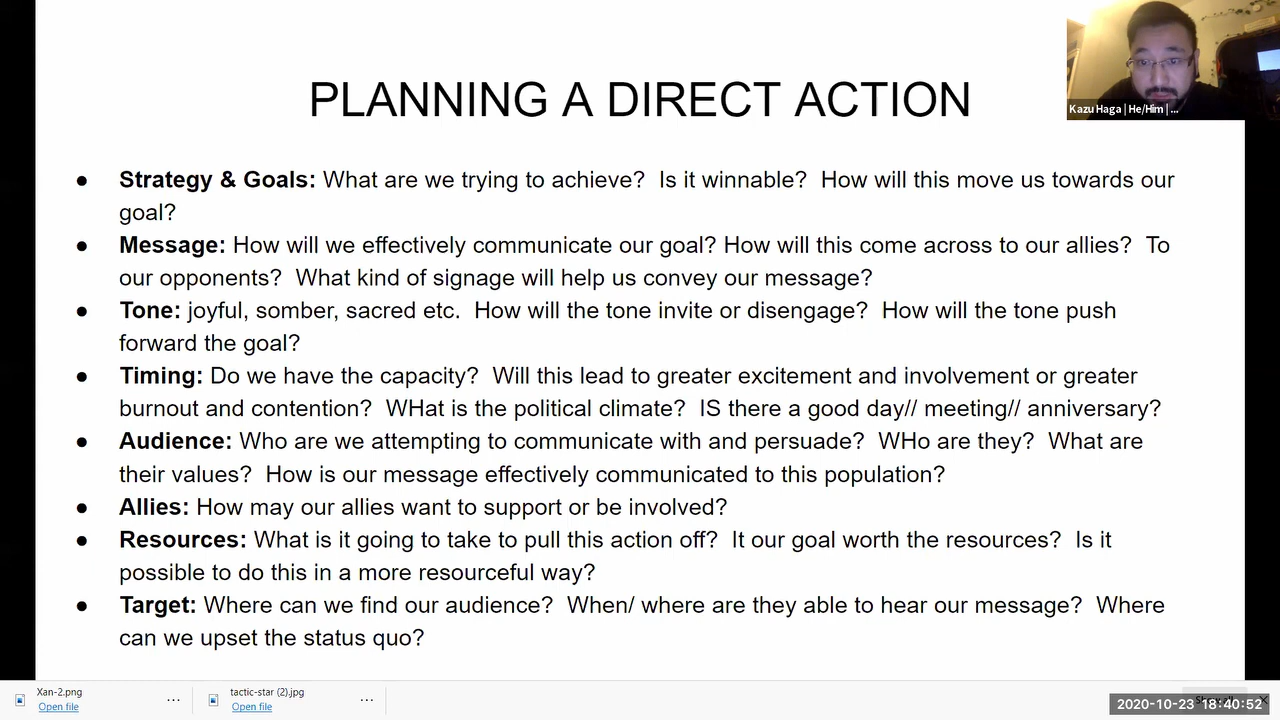 PLANNING A DIRECT ACTION
Kazu Haga | He/Him | ...
● Strategy & Goals: What are we trying to achieve?  Is it winnable?  How will this move us towards our
goal?
● Message: How will we effectively communicate our goal? How will this come across to our allies?  To
our opponents?  What kind of signage will help us convey our message?
● Tone: joyful, somber, sacred etc.  How will the tone invite or disengage?  How will the tone push
forward the goal?
● Timing: Do we have the capacity?  Will this lead to greater excitement and involvement or greater
burnout and contention?  WHat is the political climate?  IS there a good day// meeting// anniversary?
● Audience: Who are we attempting to communicate with and persuade?  WHo are they?  What are
their values?  How is our message effectively communicated to this population?
● Allies: How may our allies want to support or be involved?
● Resources: What is it going to take to pull this action off?  It our goal worth the resources?  Is it
possible to do this in a more resourceful way?
● Target: Where can we find our audience?  When/ where are they able to hear our message?  Where
can we upset the status quo?
Xan-2.png
Open file
...
tactic-star (2).jpg
Open file
...
2020-10-23 18:40:52